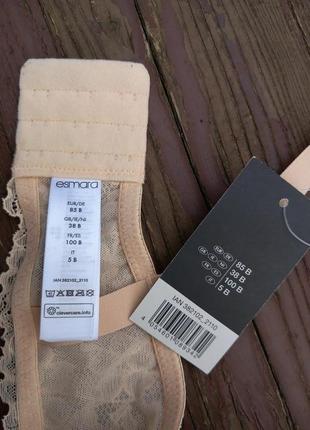 esmara
EUR/DE
85 B
GB/IE/NI
38 B
FR/ES
100 B
IT
5 B
IAN 382102_2110
clevercare.info
85 B
38 B
100 B
5 B
IAN 382102_2110